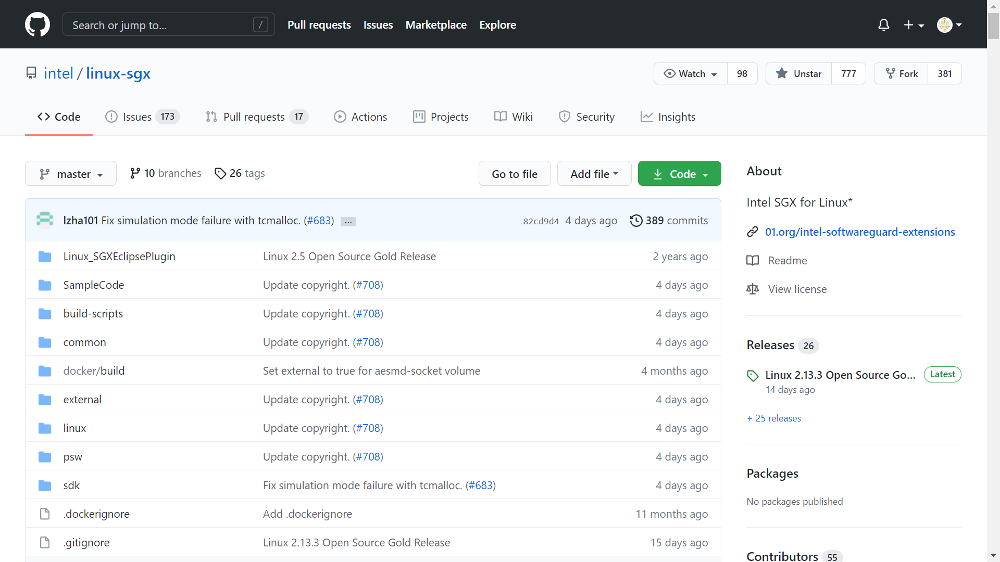 Search or jump to... / Pull requests Issues Marketplace Explore
intel / linux-sgx Watch 98 Unstar 777 Fork 381
Code Issues 173 Pull requests 17 Actions Projects Wiki Security Insights
master 10 branches 26 tags Go to file Add file Code
lzha101 Fix simulation mode failure with tcmalloc. (#683) ... 82cd9d4 4 days ago 389 commits
Linux_SGXEclipsePlugin Linux 2.5 Open Source Gold Release 2 years ago
SampleCode Update copyright. (#708) 4 days ago
build-scripts Update copyright. (#708) 4 days ago
common Update copyright. (#708) 4 days ago
docker/build Set external to true for aesmd-socket volume 4 months ago
external Update copyright. (#708) 4 days ago
linux Update copyright. (#708) 4 days ago
psw Update copyright. (#708) 4 days ago
sdk Fix simulation mode failure with tcmalloc. (#683) 4 days ago
.dockerignore Add .dockerignore 11 months ago
.gitignore Linux 2.13.3 Open Source Gold Release 15 days ago
About
Intel SGX for Linux*
01.org/intel-softwareguard-extensions
Readme
View license
Releases 26
Linux 2.13.3 Open Source Go... Latest
14 days ago
+ 25 releases
Packages
No packages published
Contributors 55